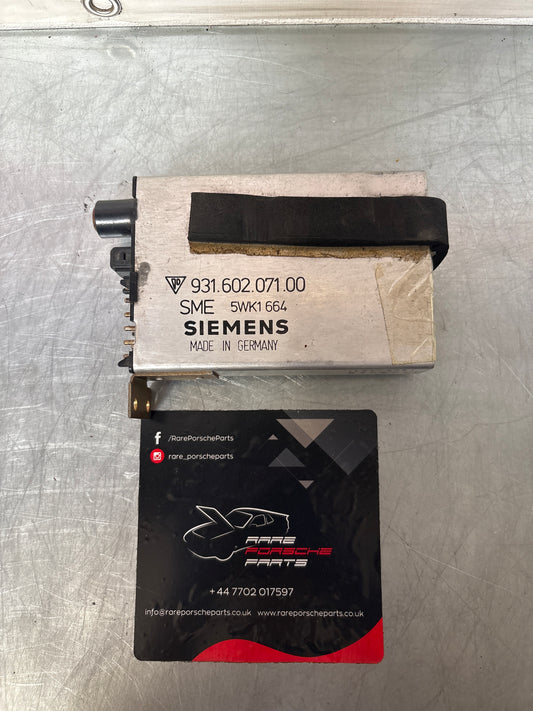 931.602.071.00
SME 5WK1 664
SIEMENS
MADE IN GERMANY
/RarePorscheParts
rare_porscheparts
RARE
PORSCHE
PARTS
+44 7702 017597
info@rareporscheparts.co.uk www.rareporscheparts.co.uk